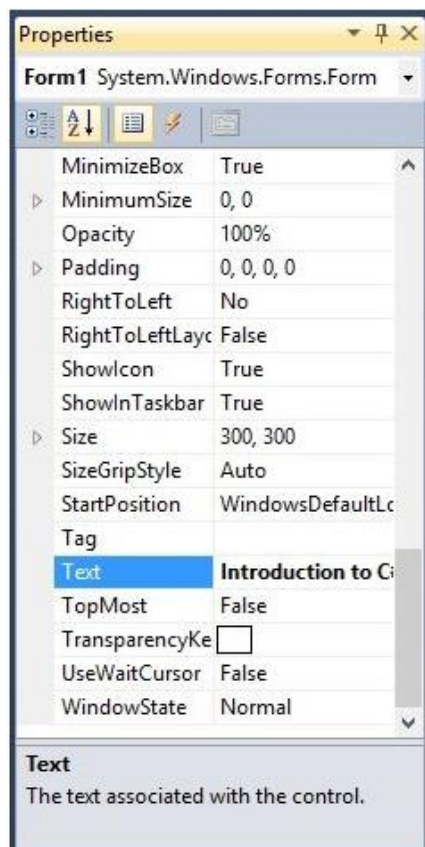 Properties
Form1 System.Windows.Forms.Form
MinimizeBox True
MinimumSize 0, 0
Opacity 100%
Padding 0, 0, 0, 0
RightToLeft No
RightToLeftLayo False
ShowIcon True
ShowInTaskbar True
Size 300, 300
SizeGripStyle Auto
StartPosition WindowsDefaultLo
Tag
Text Introduction to C#
TopMost False
TransparencyKe
UseWaitCursor False
WindowState Normal
Text
The text associated with the control.